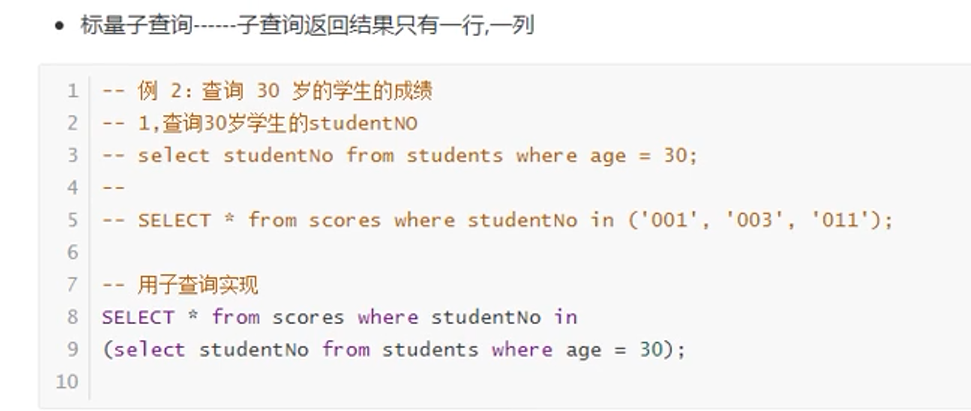 标量子查询------子查询返回结果只有一行,一列
1 -- 例 2：查询 30 岁的学生的成绩
2 -- 1,查询30岁学生的studentNO
3 -- select studentNo from students where age = 30;
4 --
5 -- SELECT * from scores where studentNo in ('001', '003', '011');
6
7 -- 用子查询实现
8 SELECT * from scores where studentNo in
9 (select studentNo from students where age = 30);
10